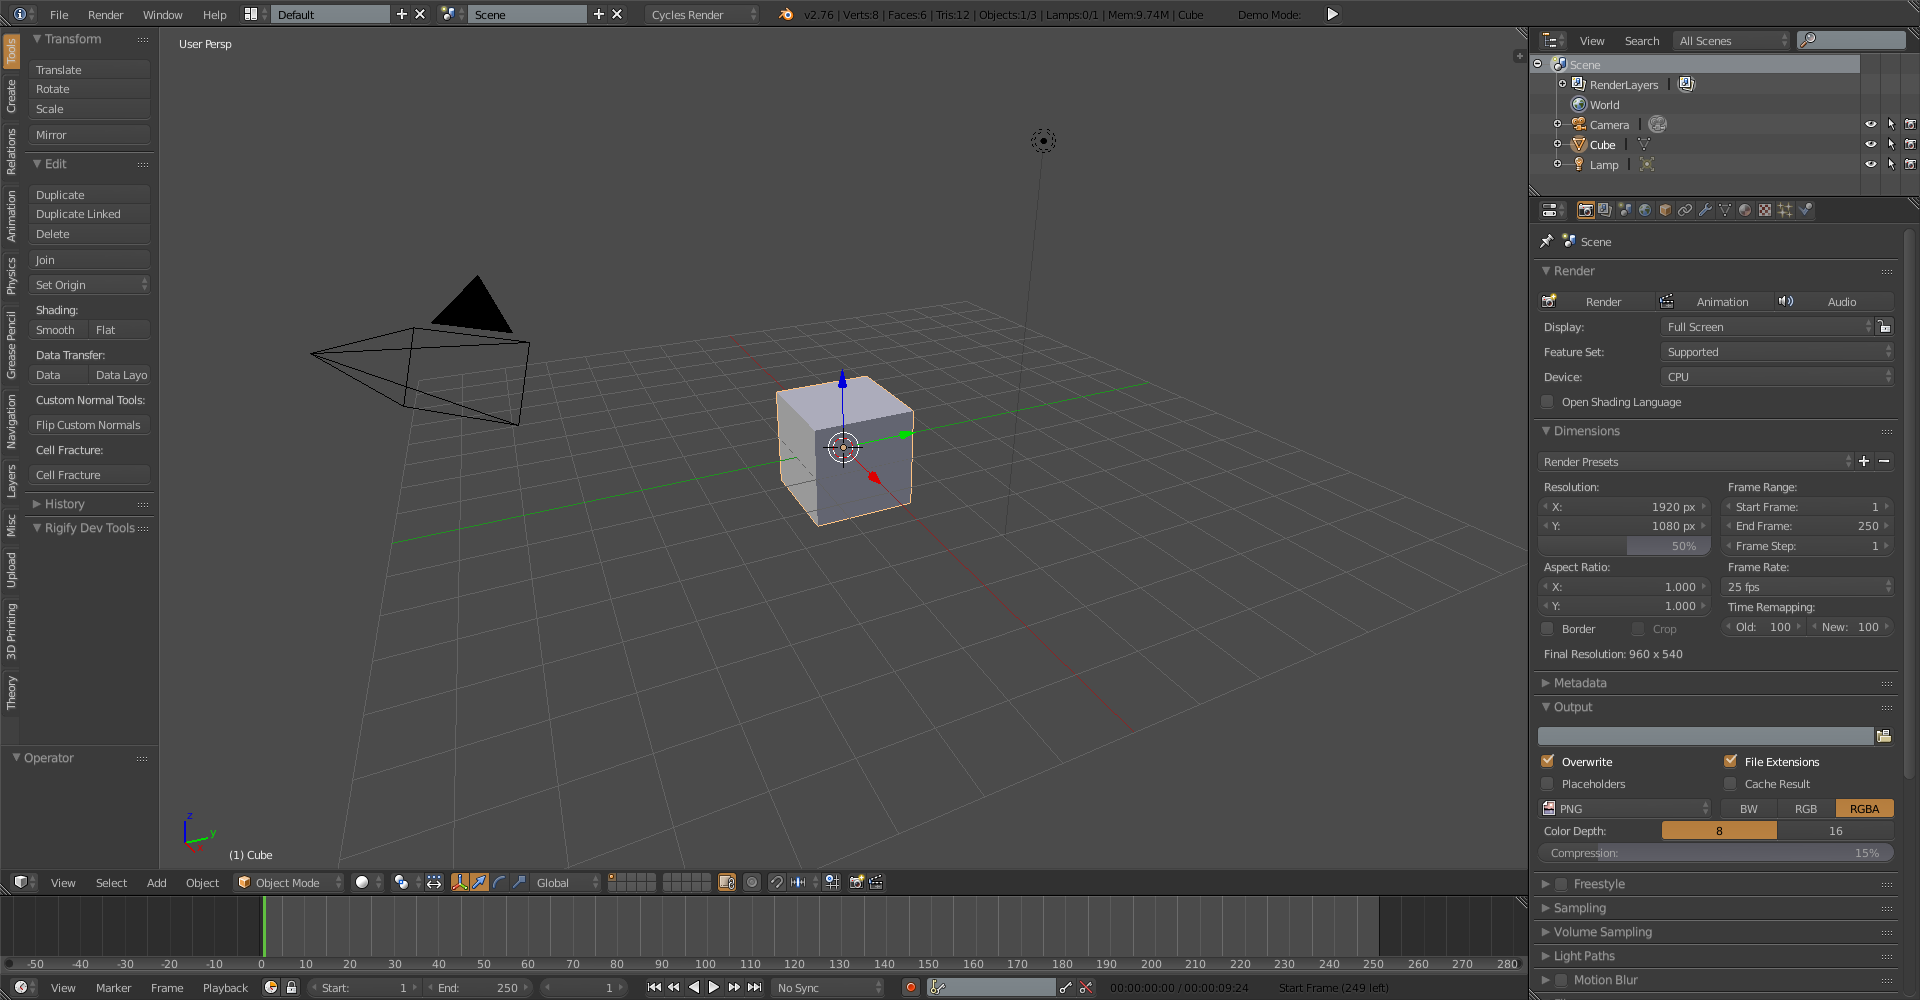 File Render Window Help Default Scene Cycles Render v2.76 | Verts:8 | Faces:6 | Tris:12 | Objects:1/3 | Lamps:0/1 | Mem:9.74M | Cube Demo Mode:
Tools
Create
Relations
Animation
Physics
Grease Pencil
Navigation
Layers
Misc
Upload
3D Printing
Theory
Transform
Translate
Rotate
Scale
Mirror
Edit
Duplicate
Duplicate Linked
Delete
Join
Set Origin
Shading:
Smooth Flat
Data Transfer:
Data Data Layo
Custom Normal Tools:
Flip Custom Normals
Cell Fracture:
Cell Fracture
History
Rigify Dev Tools
Operator
User Persp
z
y
(1) Cube
View Select Add Object Object Mode Global
-50 -40 -30 -20 -10 0 10 20 30 40 50 60 70 80 90 100 110 120 130 140 150 160 170 180 190 200 210 220 230 240 250 260 270 280
View Marker Frame Playback Start: 1 End: 250 1 No Sync 00:00:00:00 / 00:00:09:24 Start Frame (249 left)
View Search All Scenes
Scene
RenderLayers |
World
Camera |
Cube |
Lamp |
Scene
Render
Render Animation Audio
Display: Full Screen
Feature Set: Supported
Device: CPU
Open Shading Language
Dimensions
Render Presets
Resolution: Frame Range:
X: 1920 px Start Frame: 1
Y: 1080 px End Frame: 250
50% Frame Step: 1
Aspect Ratio: Frame Rate:
X: 1.000 25 fps
Y: 1.000 Time Remapping:
Border Crop Old: 100 New: 100
Final Resolution: 960 x 540
Metadata
Output
Overwrite File Extensions
Placeholders Cache Result
PNG BW RGB RGBA
Color Depth: 8 16
Compression: 15%
Freestyle
Sampling
Volume Sampling
Light Paths
Motion Blur